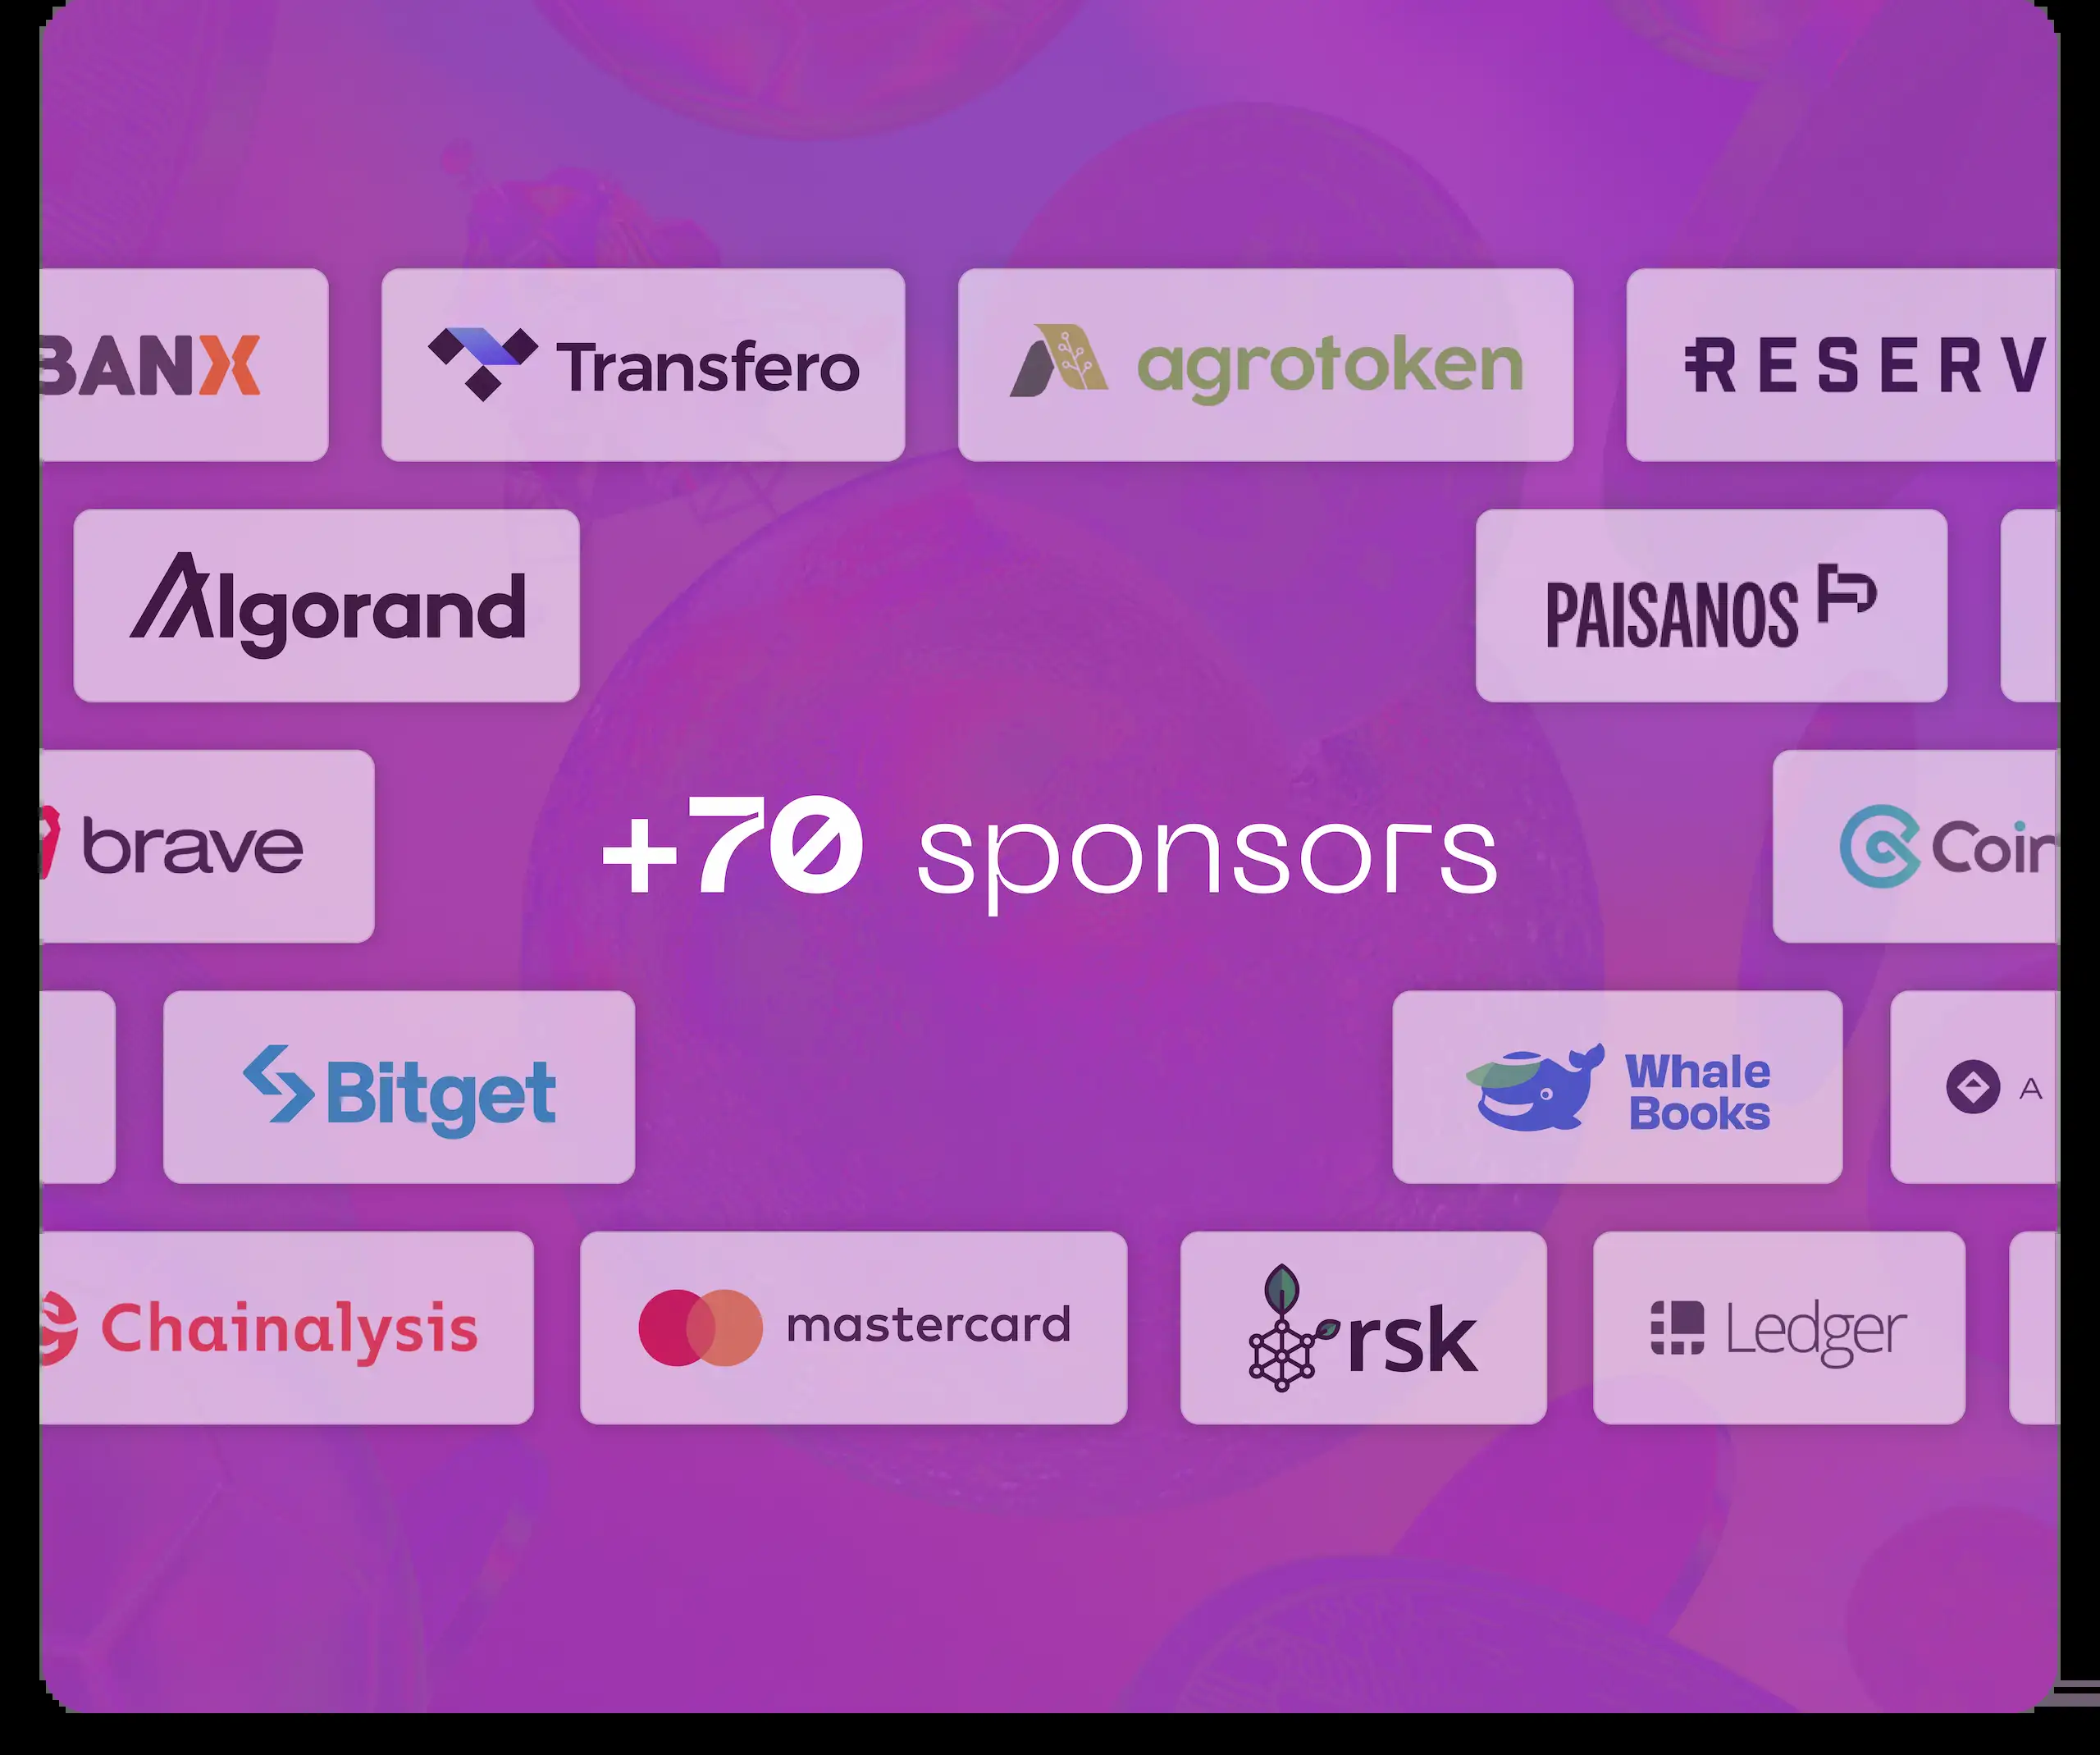 BANX
Transfero
agrotoken
RESERV
Algorand
PAISANOS
brave
+70 sponsors
Coin
Bitget
Whale
Books
A
Chainalysis
mastercard
rsk
Ledger